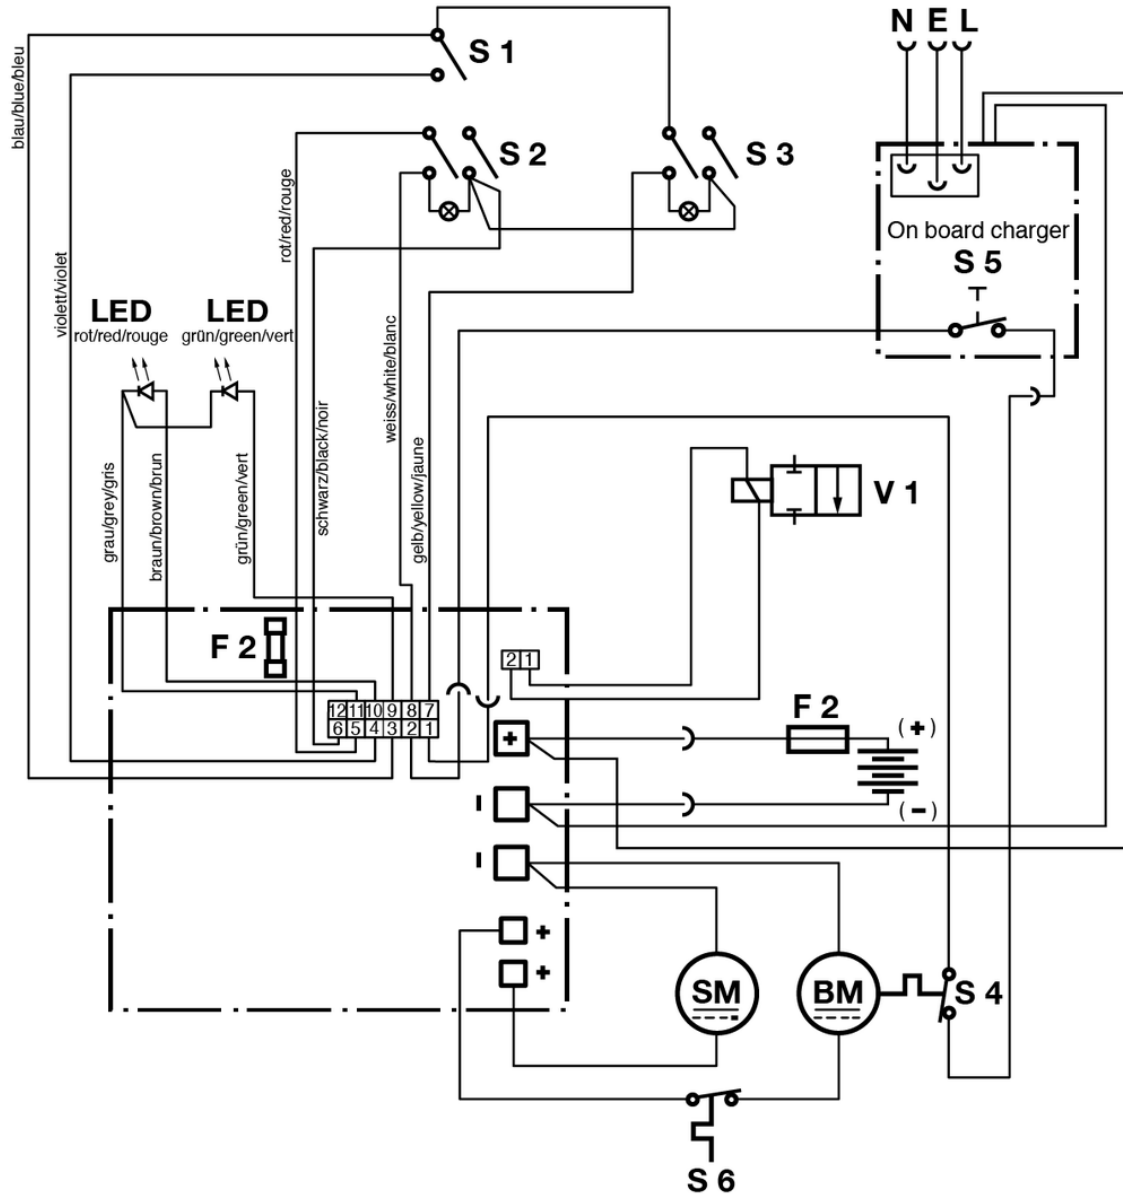 N E L
S 1
blau/blue/bleu
S 2
S 3
rot/red/rouge
On board charger
S 5
violett/violet
LED
rot/red/rouge
LED
grün/green/vert
weiss/white/blanc
schwarz/black/noir
gelb/yellow/jaune
grau/grey/gris
braun/brown/brun
grün/green/vert
V 1
F 2
2 1
12 11 10 9 8 7
6 5 4 3 2 1
F 2
+
(+)
−
(−)
−
+
+
SM
BM
S 4
S 6